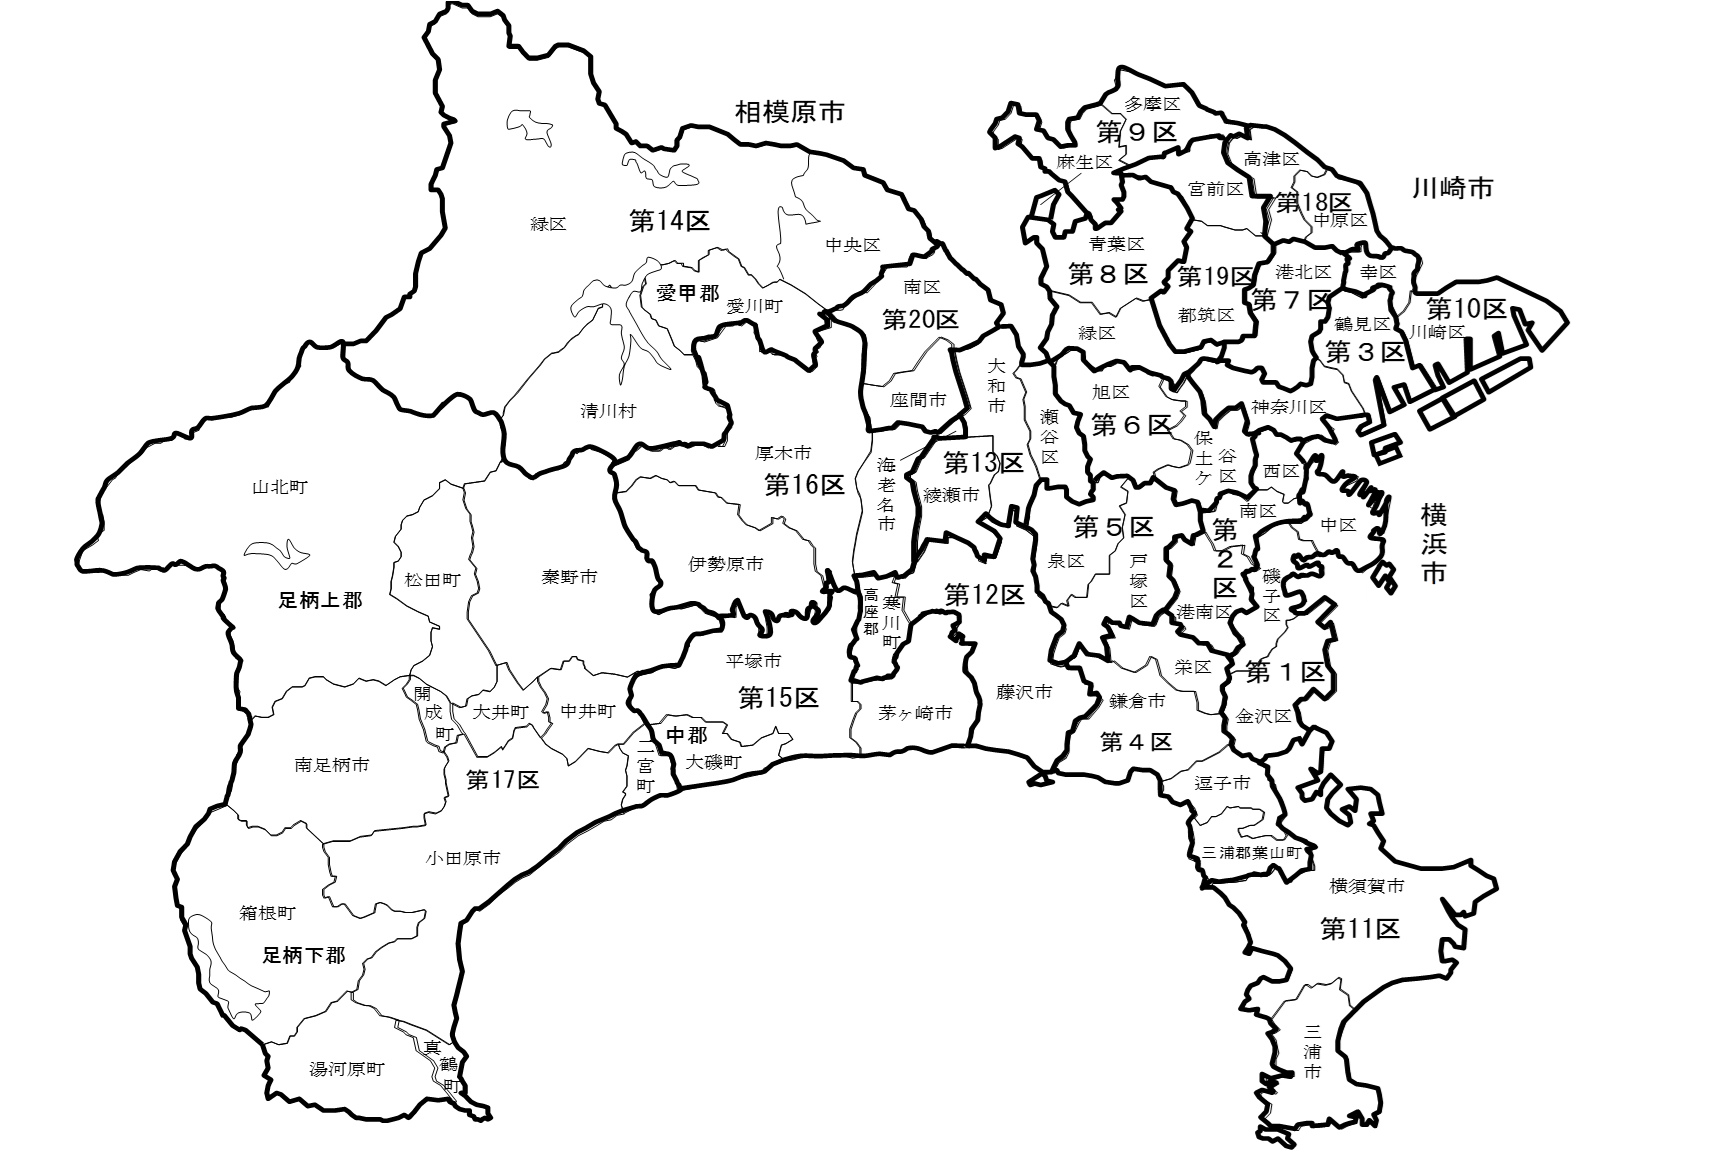 相模原市
川崎市
横浜市
多摩区
第９区
麻生区
高津区
宮前区
第18区
中原区
緑区
第14区
中央区
青葉区
第８区
第19区
港北区
第７区
幸区
第10区
川崎区
南区
第20区
愛甲郡
愛川町
都筑区
緑区
鶴見区
第３区
清川村
座間市
大和市
瀬谷区
旭区
第６区
神奈川区
保土ケ谷区
西区
厚木市
第16区
海老名市
第13区
綾瀬市
山北町
南区
中区
第２区
第５区
泉区
戸塚区
港南区
磯子区
伊勢原市
秦野市
松田町
足柄上郡
高座郡
寒川町
第12区
平塚市
第15区
藤沢市
茅ヶ崎市
栄区
鎌倉市
第４区
第１区
金沢区
開成町
大井町
中井町
中郡
大磯町
二宮町
南足柄市
第17区
小田原市
逗子市
三浦郡葉山町
横須賀市
第11区
箱根町
足柄下郡
湯河原町
真鶴町
三浦市